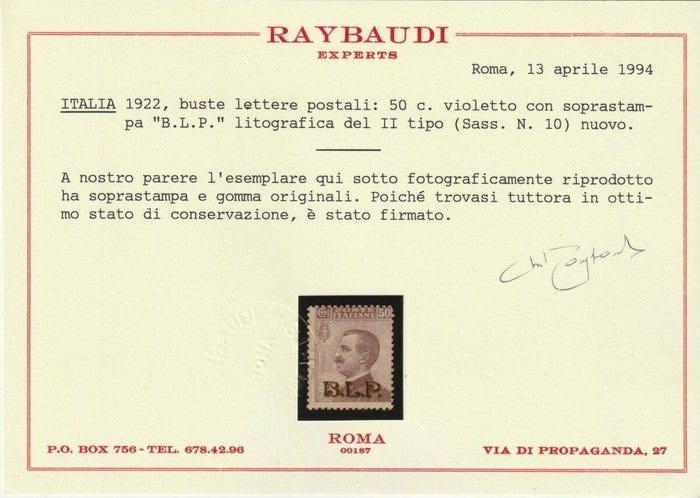 RAYBAUDI
EXPERTS
Roma, 13 aprile 1994
ITALIA 1922, buste lettere postali: 50 c. violetto con soprastam-
pa "B.L.P." litografica del II tipo (Sass. N. 10) nuovo.
A nostro parere l'esemplare qui sotto fotograficamente riprodotto
ha soprastampa e gomma originali. Poiché trovasi tuttora in otti-
mo stato di conservazione, è stato firmato.
POSTE 50
ITALIANE
B.L.P.
ROMA
00187
P.O. BOX 756 - TEL. 678.42.96
VIA DI PROPAGANDA, 27